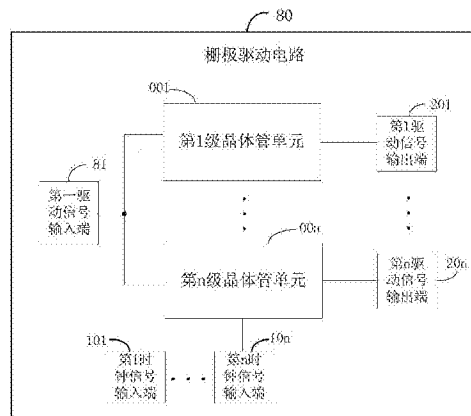 80
栅极驱动电路
001
第1级晶体管单元
201
第1驱
动信号
输出端
81
第一驱
动信号
输入端
00n
第n级晶体管单元
第n驱
动信号
输出端
20n
101
第1时
钟信号
输入端
10n
第n时
钟信号
输入端